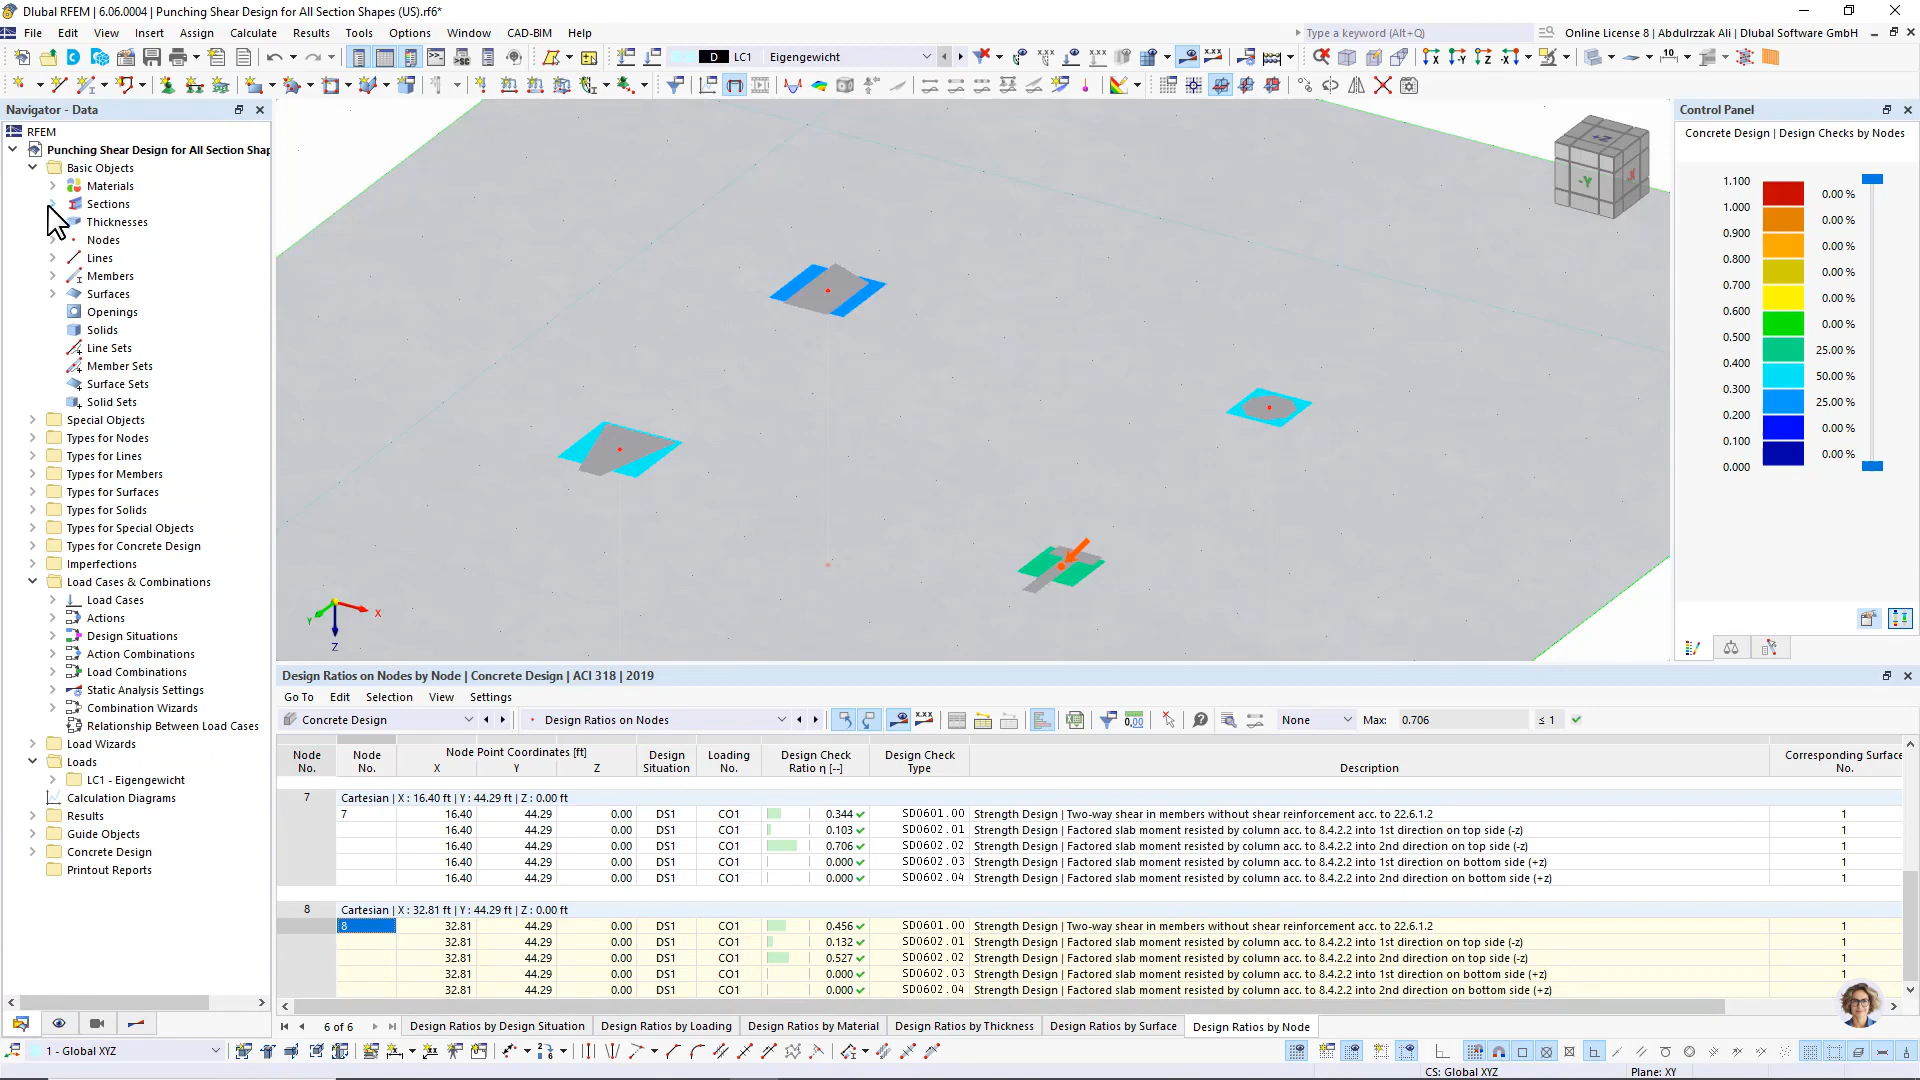 Dlubal RFEM | 6.06.0004 | Punching Shear Design for All Section Shapes (US).rf6*
File Edit View Insert Assign Calculate Results Tools Options Window CAD-BIM Help
Type a keyword (Alt+Q)
Online License 8 | Abdulrzzak Ali | Dlubal Software GmbH
D LC1 Eigengewicht
Navigator - Data
RFEM
Punching Shear Design for All Section Shap
Basic Objects
Materials
Sections
Thicknesses
Nodes
Lines
Members
Surfaces
Openings
Solids
Line Sets
Member Sets
Surface Sets
Solid Sets
Special Objects
Types for Nodes
Types for Lines
Types for Members
Types for Surfaces
Types for Solids
Types for Special Objects
Types for Concrete Design
Imperfections
Load Cases & Combinations
Load Cases
Actions
Design Situations
Action Combinations
Load Combinations
Static Analysis Settings
Combination Wizards
Relationship Between Load Cases
Load Wizards
Loads
LC1 - Eigengewicht
Calculation Diagrams
Results
Guide Objects
Concrete Design
Printout Reports
1 - Global XYZ
X
Y
Z
+Z
-Y
-X
Control Panel
Concrete Design | Design Checks by Nodes
1.100
1.000
0.900
0.800
0.700
0.600
0.500
0.400
0.300
0.200
0.100
0.000
0.00 %
0.00 %
0.00 %
0.00 %
0.00 %
0.00 %
25.00 %
50.00 %
25.00 %
0.00 %
0.00 %
Design Ratios on Nodes by Node | Concrete Design | ACI 318 | 2019
Go To Edit Selection View Settings
Concrete Design Design Ratios on Nodes None Max: 0.706 ≤ 1
Node No. Node No. Node Point Coordinates [ft] X Y Z Design Situation Loading No. Design Check Ratio η [--] Design Check Type Description Corresponding Surface No.
7 Cartesian | X : 16.40 ft | Y : 44.29 ft | Z : 0.00 ft
7 16.40 44.29 0.00 DS1 CO1 0.344 SD0601.00 Strength Design | Two-way shear in members without shear reinforcement acc. to 22.6.1.2 1
16.40 44.29 0.00 DS1 CO1 0.103 SD0602.01 Strength Design | Factored slab moment resisted by column acc. to 8.4.2.2 into 1st direction on top side (-z) 1
16.40 44.29 0.00 DS1 CO1 0.706 SD0602.02 Strength Design | Factored slab moment resisted by column acc. to 8.4.2.2 into 2nd direction on top side (-z) 1
16.40 44.29 0.00 DS1 CO1 0.000 SD0602.03 Strength Design | Factored slab moment resisted by column acc. to 8.4.2.2 into 1st direction on bottom side (+z) 1
16.40 44.29 0.00 DS1 CO1 0.000 SD0602.04 Strength Design | Factored slab moment resisted by column acc. to 8.4.2.2 into 2nd direction on bottom side (+z) 1
8 Cartesian | X : 32.81 ft | Y : 44.29 ft | Z : 0.00 ft
8 32.81 44.29 0.00 DS1 CO1 0.456 SD0601.00 Strength Design | Two-way shear in members without shear reinforcement acc. to 22.6.1.2 1
32.81 44.29 0.00 DS1 CO1 0.132 SD0602.01 Strength Design | Factored slab moment resisted by column acc. to 8.4.2.2 into 1st direction on top side (-z) 1
32.81 44.29 0.00 DS1 CO1 0.527 SD0602.02 Strength Design | Factored slab moment resisted by column acc. to 8.4.2.2 into 2nd direction on top side (-z) 1
32.81 44.29 0.00 DS1 CO1 0.000 SD0602.03 Strength Design | Factored slab moment resisted by column acc. to 8.4.2.2 into 1st direction on bottom side (+z) 1
32.81 44.29 0.00 DS1 CO1 0.000 SD0602.04 Strength Design | Factored slab moment resisted by column acc. to 8.4.2.2 into 2nd direction on bottom side (+z) 1
6 of 6 Design Ratios by Design Situation Design Ratios by Loading Design Ratios by Material Design Ratios by Thickness Design Ratios by Surface Design Ratios by Node
CS: Global XYZ Plane: XY